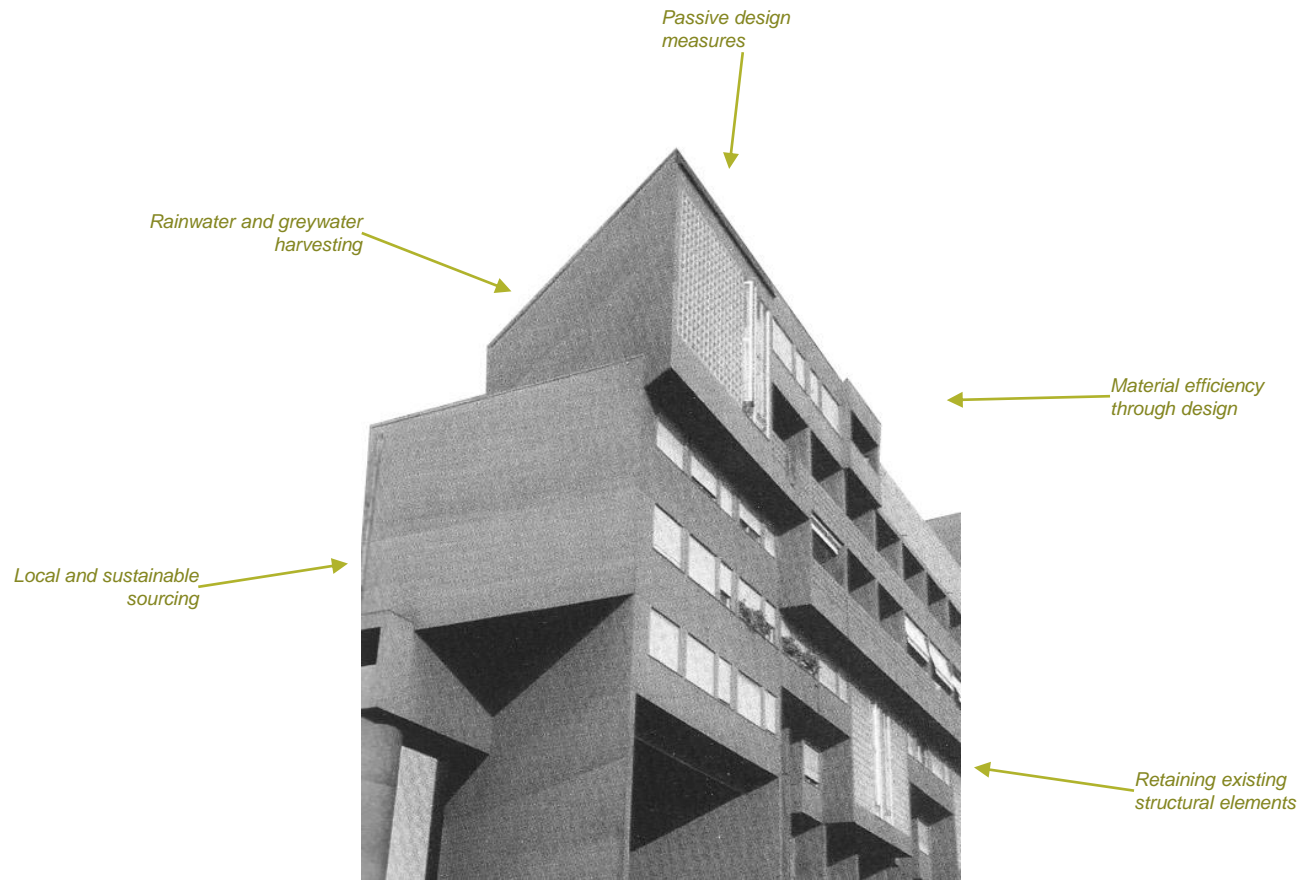 Passive design
measures
Rainwater and greywater
harvesting
Material efficiency
through design
Local and sustainable
sourcing
Retaining existing
structural elements